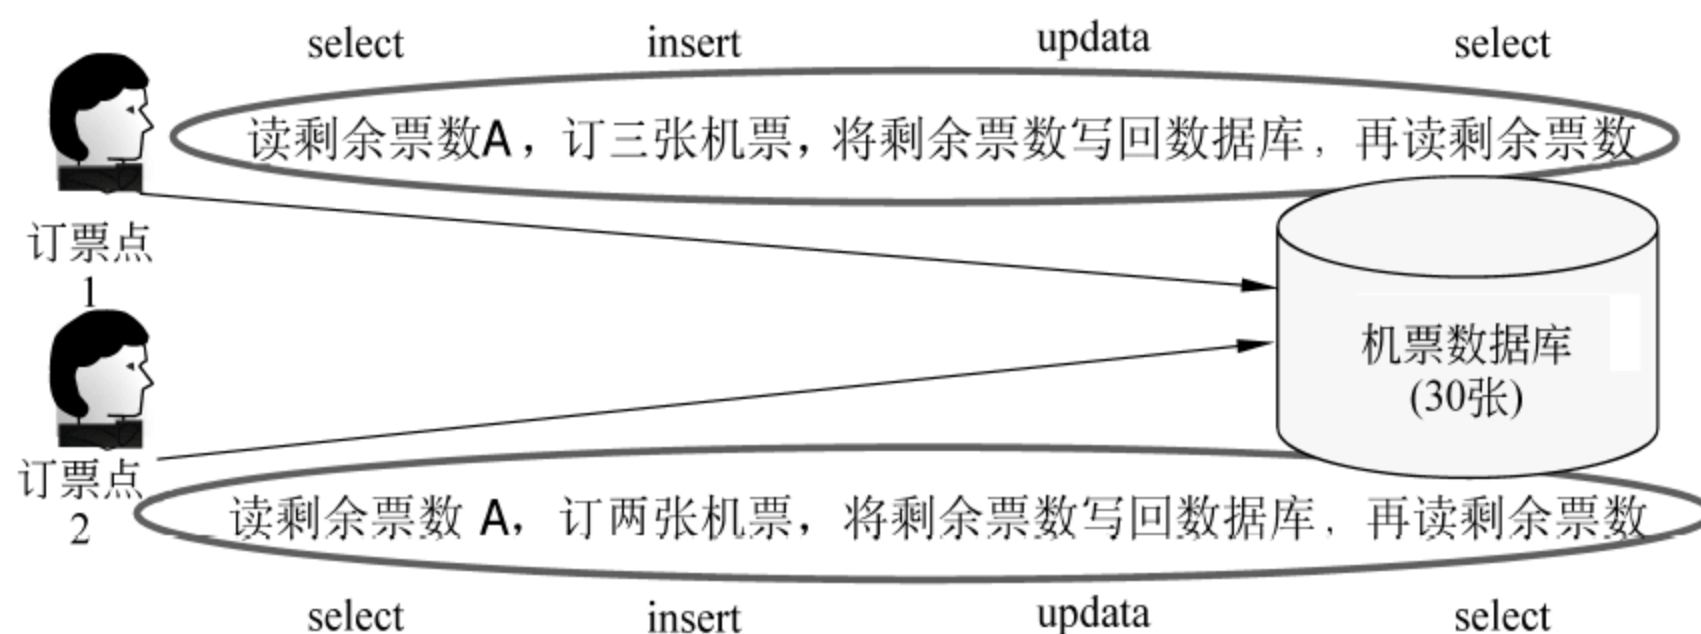 select insert updata select
读剩余票数A，订三张机票，将剩余票数写回数据库，再读剩余票数
订票点
1
机票数据库
(30张)
订票点
2
读剩余票数 A，订两张机票，将剩余票数写回数据库，再读剩余票数
select insert updata select